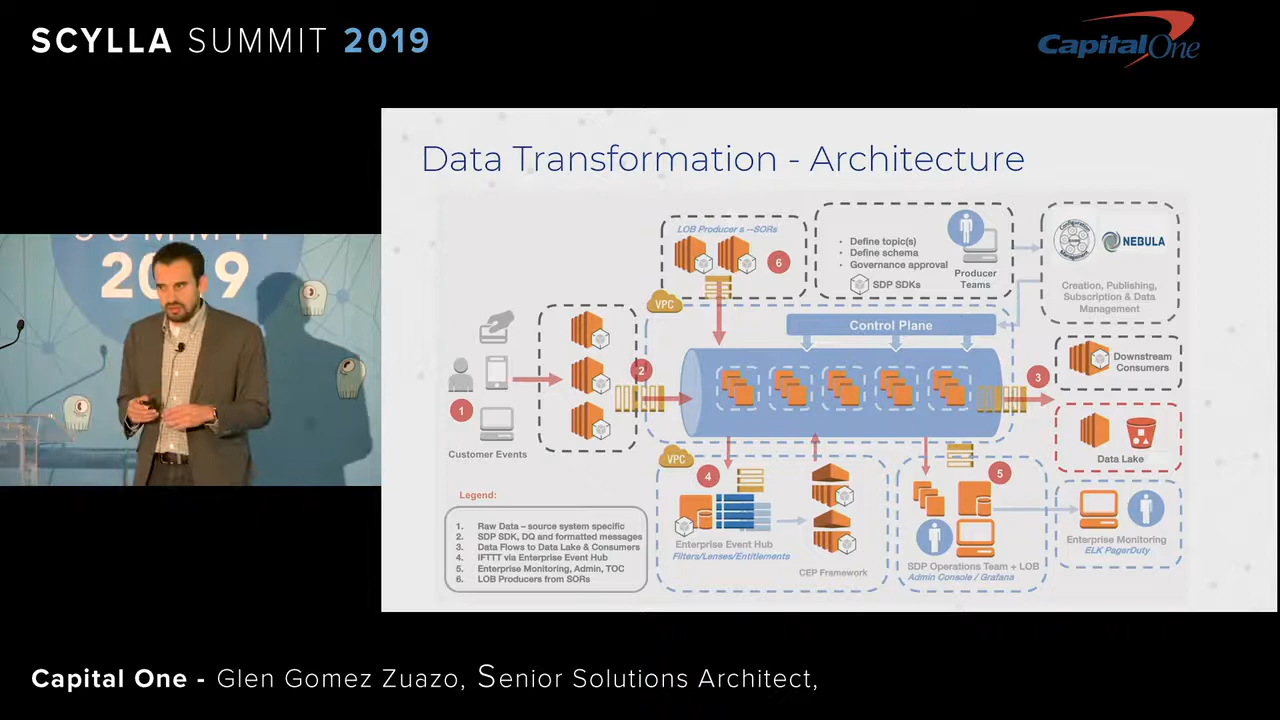 SCYLLA SUMMIT 2019
CapitalOne
SUMMIT
2019
Data Transformation - Architecture
LOB Producer s –SORs
6
• Define topic(s)
• Define schema
• Governance approval
SDP SDKs
Producer
Teams
Configuration
Management
NEBULA
Creation, Publishing,
Subscription & Data
Management
VPC
Control Plane
1
Customer Events
2
3
Downstream
Consumers
Data Lake
VPC
4
Enterprise Event Hub
Filters/Lenses/Entitlements
CEP Framework
5
SDP Operations Team + LOB
Admin Console / Grafana
Enterprise Monitoring
ELK PagerDuty
Legend:
1. Raw Data – source system specific
2. SDP SDK, DQ and formatted messages
3. Data Flows to Data Lake & Consumers
4. IFTTT via Enterprise Event Hub
5. Enterprise Monitoring, Admin, TOC
6. LOB Producers from SORs
Capital One - Glen Gomez Zuazo, Senior Solutions Architect,